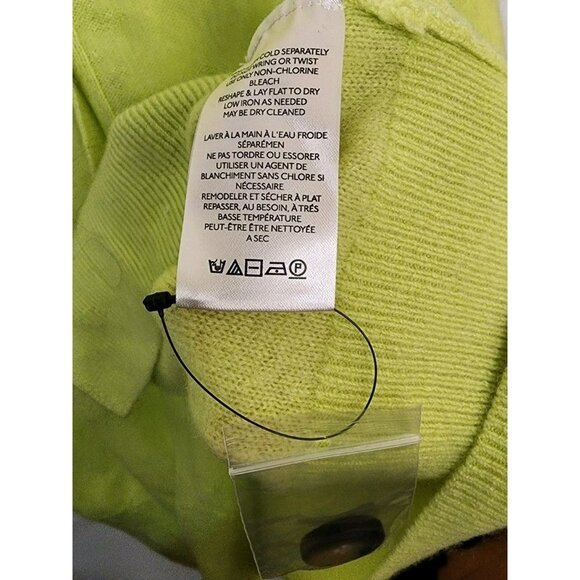 COLD SEPARATELY
WRING OR TWIST
USE ONLY NON-CHLORINE
BLEACH
RESHAPE & LAY FLAT TO DRY
LOW IRON AS NEEDED
MAY BE DRY CLEANED
LAVER À LA MAIN À L'EAU FROIDE
SÉPARÉMEN
NE PAS TORDRE OU ESSORER
UTILISER UN AGENT DE
BLANCHIMENT SANS CHLORE SI
NÉCESSAIRE
REMODELER ET SÉCHER À PLAT
REPASSER, AU BESOIN, À TRÉS
BASSE TEMPÉRATURE
PEUT-ÊTRE ÊTRE NETTOYÉE
A SEC
P